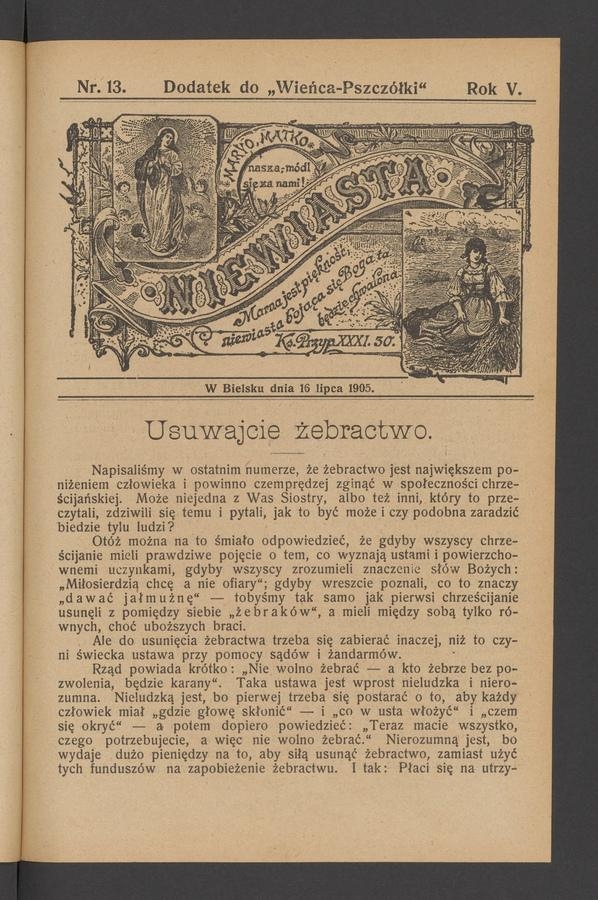 Nr. 13. Dodatek do „Wieńca-Pszczółki“ Rok V.
MARYO, MATKO
nasza, módl
się za nami!
NIEWIASTA
Marna jest piękność,
niewiasta bojąca się Boga ta
będzie chwalona.
Ks. Przyp. XXXI. 30.
W Bielsku dnia 16 lipca 1905.
Usuwajcie żebractwo.
Napisaliśmy w ostatnim numerze, że żebractwo jest największem po-
niżeniem człowieka i powinno czemprędzej zginąć w społeczności chrze-
ścijańskiej. Może niejedna z Was Siostry, albo też inni, który to prze-
czytali, zdziwili się temu i pytali, jak to być może i czy podobna zaradzić
biedzie tylu ludzi?
Otóż można na to śmiało odpowiedzieć, że gdyby wszyscy chrze-
ścijanie mieli prawdziwe pojęcie o tem, co wyznają ustami i powierzcho-
wnemi uczynkami, gdyby wszyscy zrozumieli znaczenie słów Bożych:
„Miłosierdzią chcę a nie ofiary“; gdyby wreszcie poznali, co to znaczy
„dawać jałmużnę“ — tobyśmy tak samo jak pierwsi chrześcijanie
usunęli z pomiędzy siebie „żebraków“, a mieli między sobą tylko ró-
wnych, choć uboższych braci.
Ale do usunięcia żebractwa trzeba się zabierać inaczej, niż to czy-
ni świecka ustawa przy pomocy sądów i żandarmów.
Rząd powiada krótko: „Nie wolno żebrać — a kto żebrze bez po-
zwolenia, będzie karany“. Taka ustawa jest wprost nieludzka i niero-
zumna. Nieludzką jest, bo pierwej trzeba się postarać o to, aby każdy
człowiek miał „gdzie głowę skłonić“ — i „co w usta włożyć“ i „czem
się okryć“ — a potem dopiero powiedzieć: „Teraz macie wszystko,
czego potrzebujecie, a więc nie wolno żebrać.“ Nierozumną jest, bo
wydaje dużo pieniędzy na to, aby siłą usunąć żebractwo, zamiast użyć
tych funduszów na zapobieżenie żebractwu. I tak: Płaci się na utrzy-